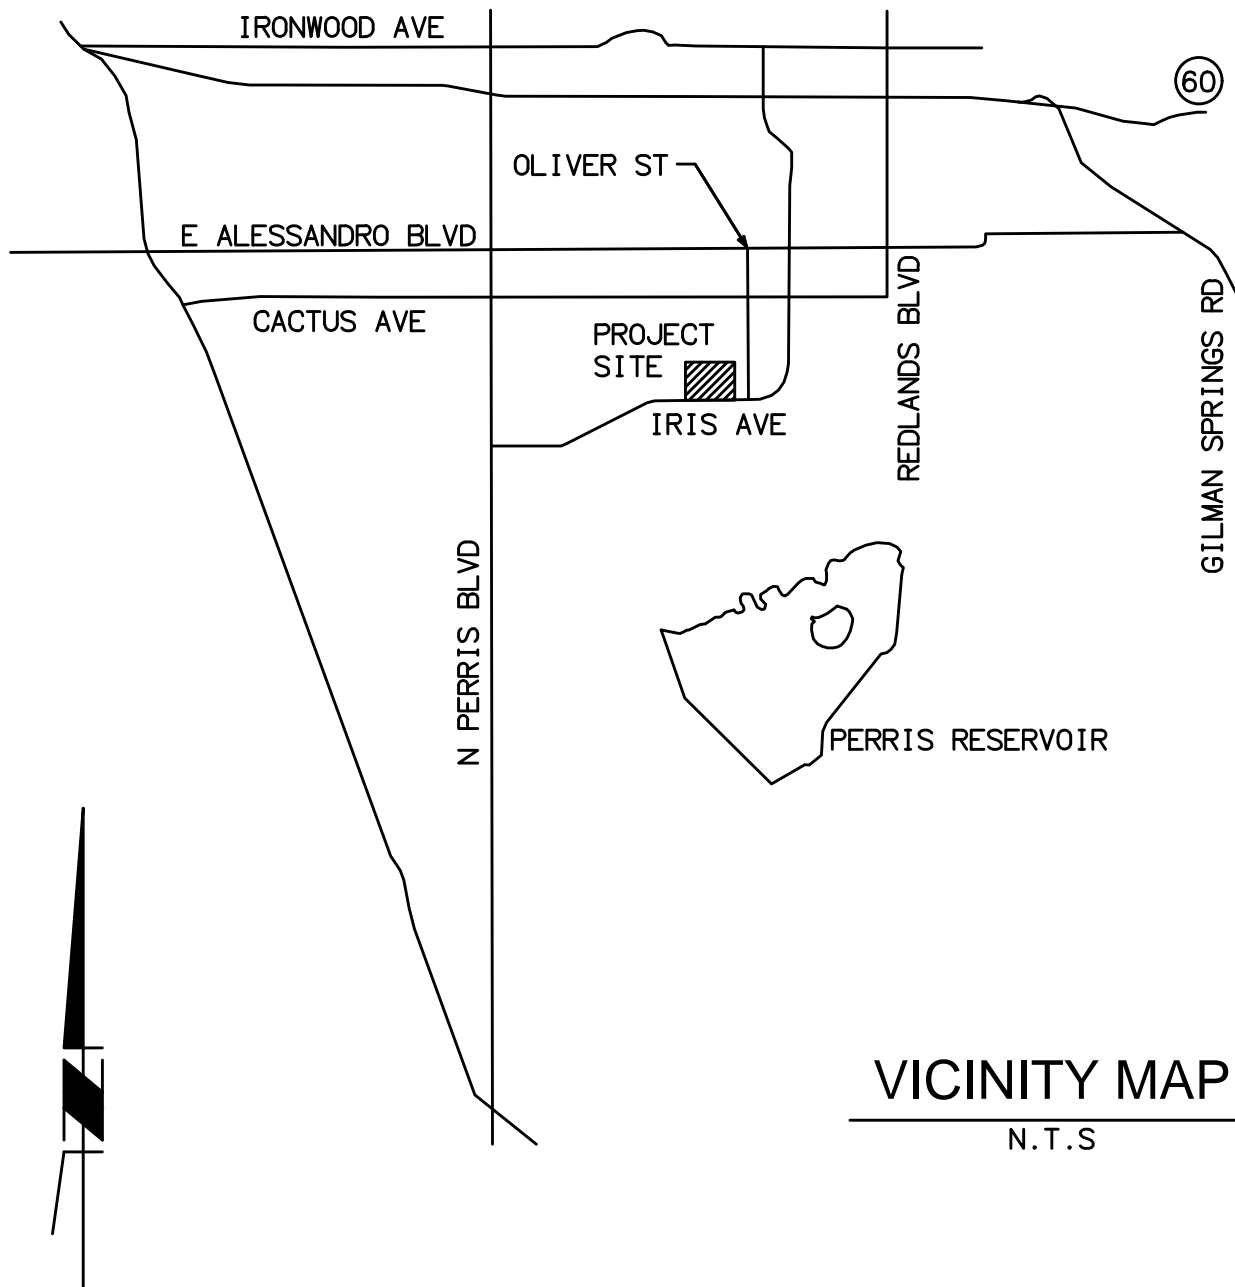 IRONWOOD AVE
60
OLIVER ST
E ALESSANDRO BLVD
CACTUS AVE
PROJECT
SITE
IRIS AVE
REDLANDS BLVD
GILMAN SPRINGS RD
N PERRIS BLVD
PERRIS RESERVOIR
VICINITY MAP
N.T.S